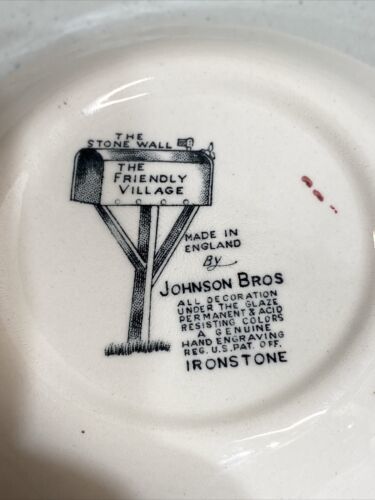 THE
STONE WALL
THE
FRIENDLY
VILLAGE
MADE IN
ENGLAND
By
JOHNSON BROS
ALL DECORATION
UNDER THE GLAZE
PERMANENT & ACID
RESISTING COLORS
A GENUINE
HAND ENGRAVING
REG. U.S. PAT. OFF.
IRONSTONE